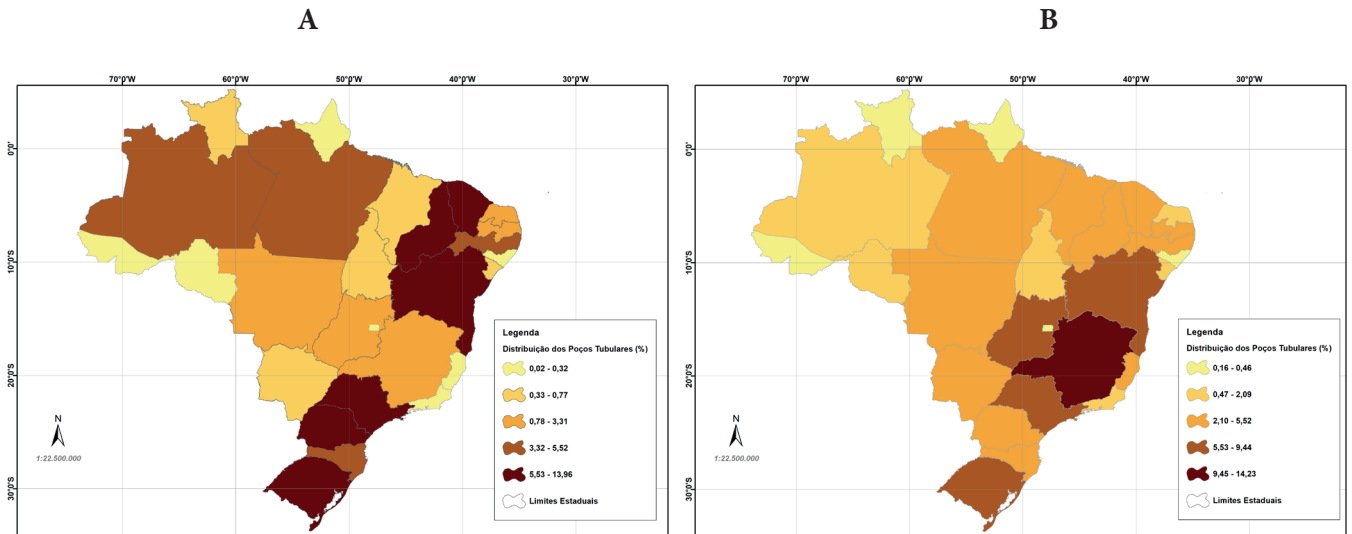 A
B
70°0'W 60°0'W 50°0'W 40°0'W 30°0'W
0°0'
10°0'S
20°0'S
30°0'S
N
1:22.500.000
Legenda
Distribuição dos Poços Tubulares (%)
0,02 - 0,32
0,33 - 0,77
0,78 - 3,31
3,32 - 5,52
5,53 - 13,96
Limites Estaduais
70°0'W 60°0'W 50°0'W 40°0'W 30°0'W
0°0'
10°0'S
20°0'S
30°0'S
N
1:22.500.000
Legenda
Distribuição dos Poços Tubulares (%)
0,16 - 0,46
0,47 - 2,09
2,10 - 5,52
5,53 - 9,44
9,45 - 14,23
Limites Estaduais